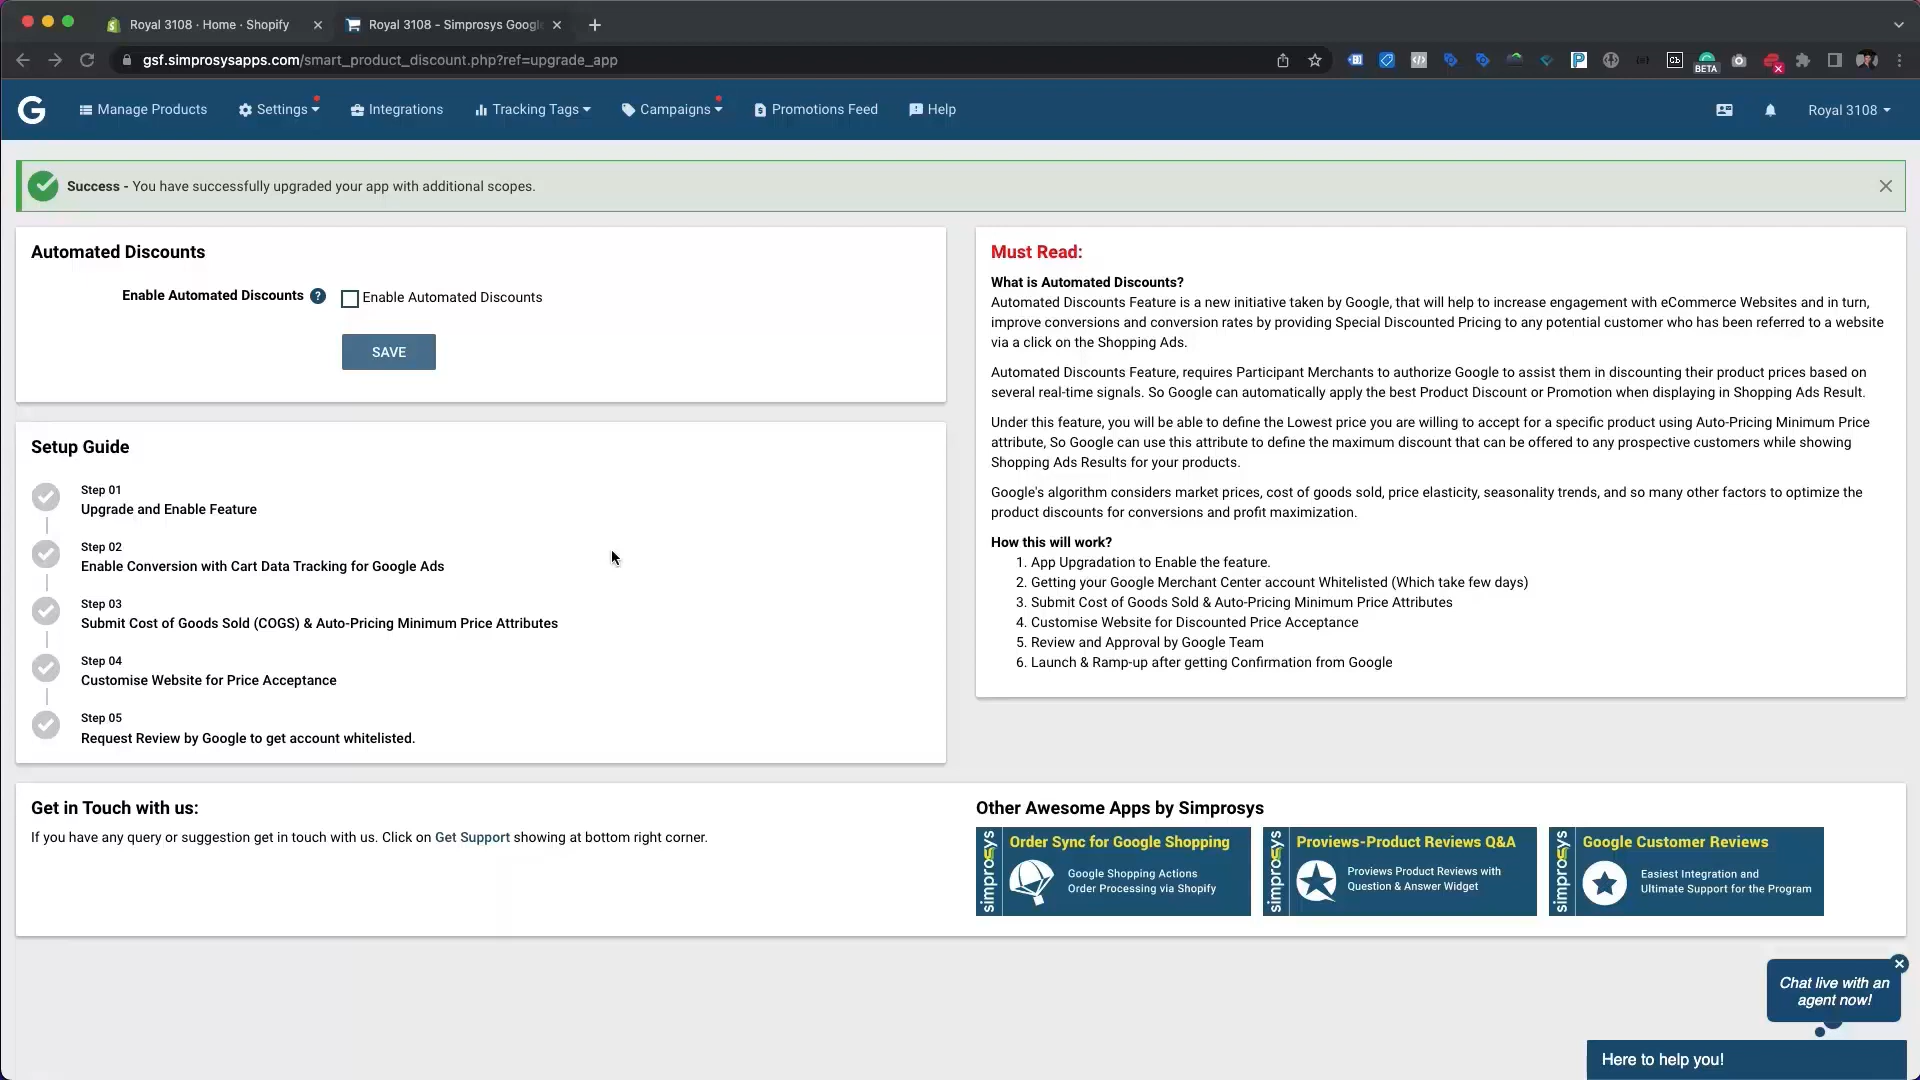 Royal 3108 · Home · Shopify
Royal 3108 - Simprosys Googl
gsf.simprosysapps.com/smart_product_discount.php?ref=upgrade_app
BETA
G
Manage Products
Settings
Integrations
Tracking Tags
Campaigns
Promotions Feed
Help
Royal 3108
Success - You have successfully upgraded your app with additional scopes.
Automated Discounts
Enable Automated Discounts ?
Enable Automated Discounts
SAVE
Setup Guide
Step 01
Upgrade and Enable Feature
Step 02
Enable Conversion with Cart Data Tracking for Google Ads
Step 03
Submit Cost of Goods Sold (COGS) & Auto-Pricing Minimum Price Attributes
Step 04
Customise Website for Price Acceptance
Step 05
Request Review by Google to get account whitelisted.
Must Read:
What is Automated Discounts?
Automated Discounts Feature is a new initiative taken by Google, that will help to increase engagement with eCommerce Websites and in turn,
improve conversions and conversion rates by providing Special Discounted Pricing to any potential customer who has been referred to a website
via a click on the Shopping Ads.
Automated Discounts Feature, requires Participant Merchants to authorize Google to assist them in discounting their product prices based on
several real-time signals. So Google can automatically apply the best Product Discount or Promotion when displaying in Shopping Ads Result.
Under this feature, you will be able to define the Lowest price you are willing to accept for a specific product using Auto-Pricing Minimum Price
attribute, So Google can use this attribute to define the maximum discount that can be offered to any prospective customers while showing
Shopping Ads Results for your products.
Google's algorithm considers market prices, cost of goods sold, price elasticity, seasonality trends, and so many other factors to optimize the
product discounts for conversions and profit maximization.
How this will work?
1. App Upgradation to Enable the feature.
2. Getting your Google Merchant Center account Whitelisted (Which take few days)
3. Submit Cost of Goods Sold & Auto-Pricing Minimum Price Attributes
4. Customise Website for Discounted Price Acceptance
5. Review and Approval by Google Team
6. Launch & Ramp-up after getting Confirmation from Google
Get in Touch with us:
If you have any query or suggestion get in touch with us. Click on Get Support showing at bottom right corner.
Other Awesome Apps by Simprosys
simprosys
Order Sync for Google Shopping
Google Shopping Actions
Order Processing via Shopify
simprosys
Proviews-Product Reviews Q&A
Proviews Product Reviews with
Question & Answer Widget
simprosys
Google Customer Reviews
Easiest Integration and
Ultimate Support for the Program
Chat live with an
agent now!
Here to help you!